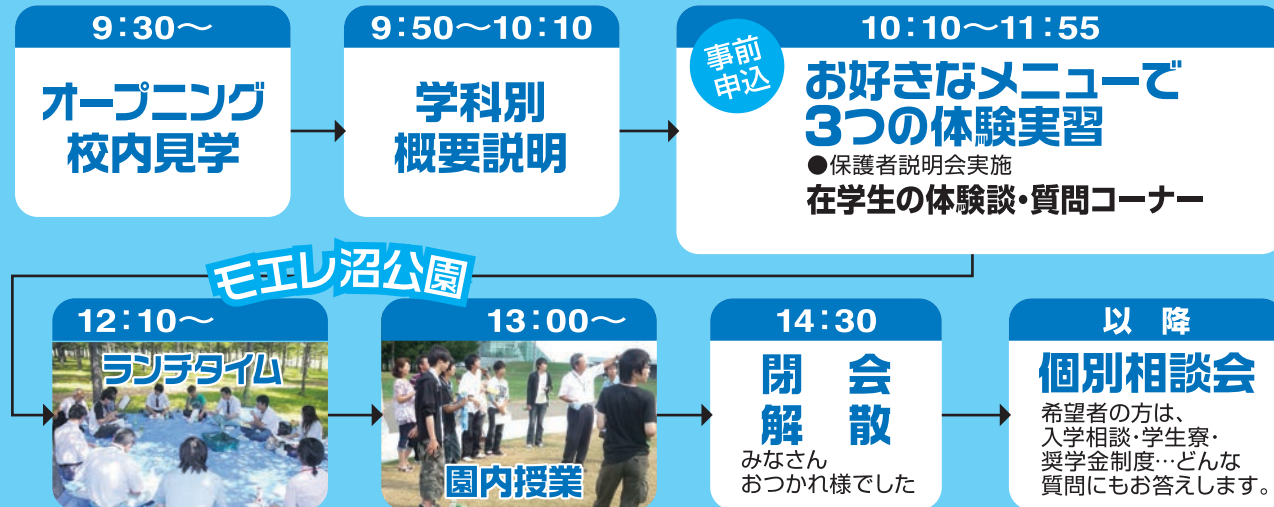 9:30〜
オープニング
校内見学
9:50〜10:10
学科別
概要説明
10:10〜11:55
事前
申込
お好きなメニューで
3つの体験実習
●保護者説明会実施
在学生の体験談・質問コーナー
モエレ沼公園
12:10〜
ランチタイム
13:00〜
園内授業
14:30
閉 会
解 散
みなさん
おつかれ様でした
以 降
個別相談会
希望者の方は、
入学相談・学生寮・
奨学金制度…どんな
質問にもお答えします。